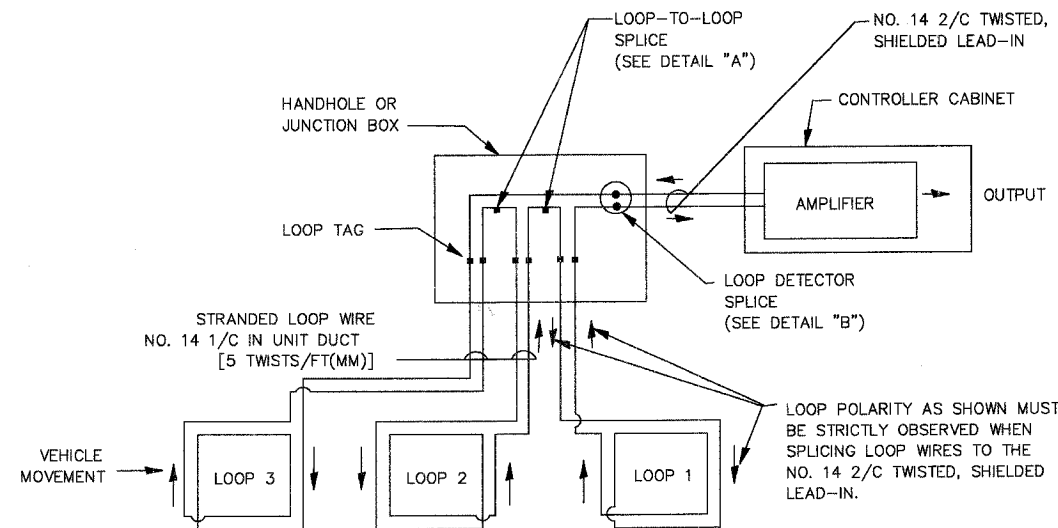 LOOP-TO-LOOP
SPLICE
(SEE DETAIL "A")
NO. 14 2/C TWISTED,
SHIELDED LEAD-IN
HANDHOLE OR
JUNCTION BOX
CONTROLLER CABINET
AMPLIFIER
OUTPUT
LOOP TAG
LOOP DETECTOR
SPLICE
(SEE DETAIL "B")
STRANDED LOOP WIRE
NO. 14 1/C IN UNIT DUCT
[5 TWISTS/FT(MM)]
LOOP POLARITY AS SHOWN MUST
BE STRICTLY OBSERVED WHEN
SPLICING LOOP WIRES TO THE
NO. 14 2/C TWISTED, SHIELDED
LEAD-IN.
VEHICLE
MOVEMENT
LOOP 3
LOOP 2
LOOP 1